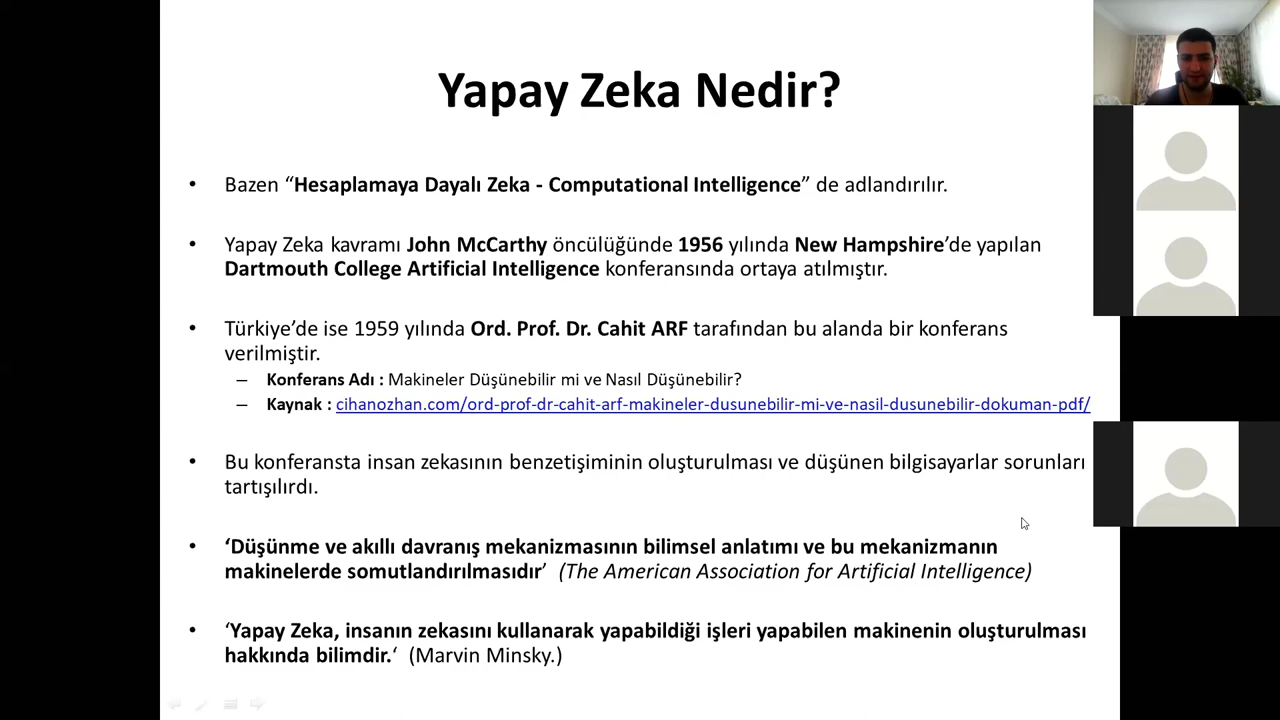 Yapay Zeka Nedir?
• Bazen “Hesaplamaya Dayalı Zeka - Computational Intelligence” de adlandırılır.
• Yapay Zeka kavramı John McCarthy öncülüğünde 1956 yılında New Hampshire’de yapılan
Dartmouth College Artificial Intelligence konferansında ortaya atılmıştır.
• Türkiye’de ise 1959 yılında Ord. Prof. Dr. Cahit ARF tarafından bu alanda bir konferans
verilmiştir.
– Konferans Adı : Makineler Düşünebilir mi ve Nasıl Düşünebilir?
– Kaynak : cihanozhan.com/ord-prof-dr-cahit-arf-makineler-dusunebilir-mi-ve-nasil-dusunebilir-dokuman-pdf/
• Bu konferansta insan zekasının benzetişiminin oluşturulması ve düşünen bilgisayarlar sorunları
tartışılırdı.
• ‘Düşünme ve akıllı davranış mekanizmasının bilimsel anlatımı ve bu mekanizmanın
makinelerde somutlandırılmasıdır’ (The American Association for Artificial Intelligence)
• ‘Yapay Zeka, insanın zekasını kullanarak yapabildiği işleri yapabilen makinenin oluşturulması
hakkında bilimdir.‘ (Marvin Minsky.)